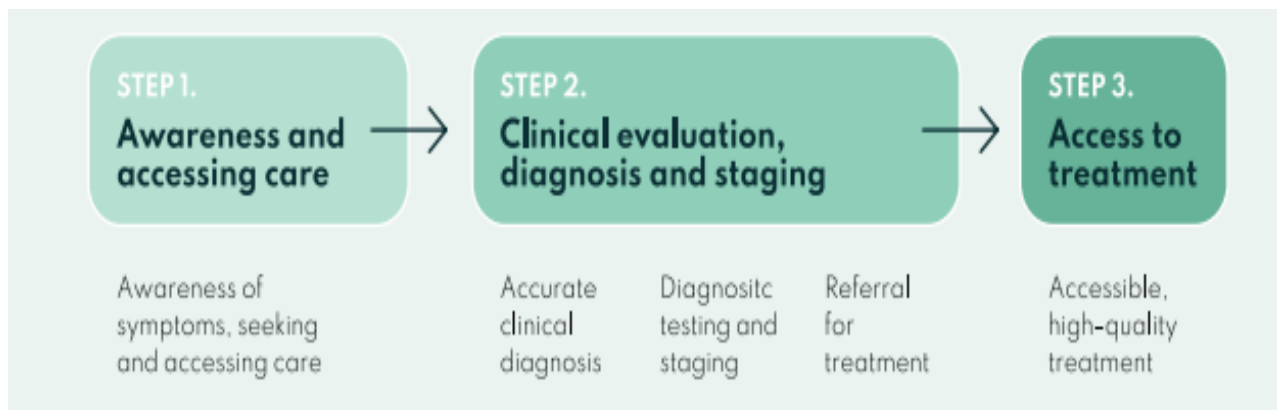 STEP 1.
Awareness and
accessing care
STEP 2.
Clinical evaluation,
diagnosis and staging
STEP 3.
Access to
treatment
Awareness of
symptoms, seeking
and accessing care
Accurate
clinical
diagnosis
Diagnositc
testing and
staging
Referral
for
treatment
Accessible,
high-quality
treatment